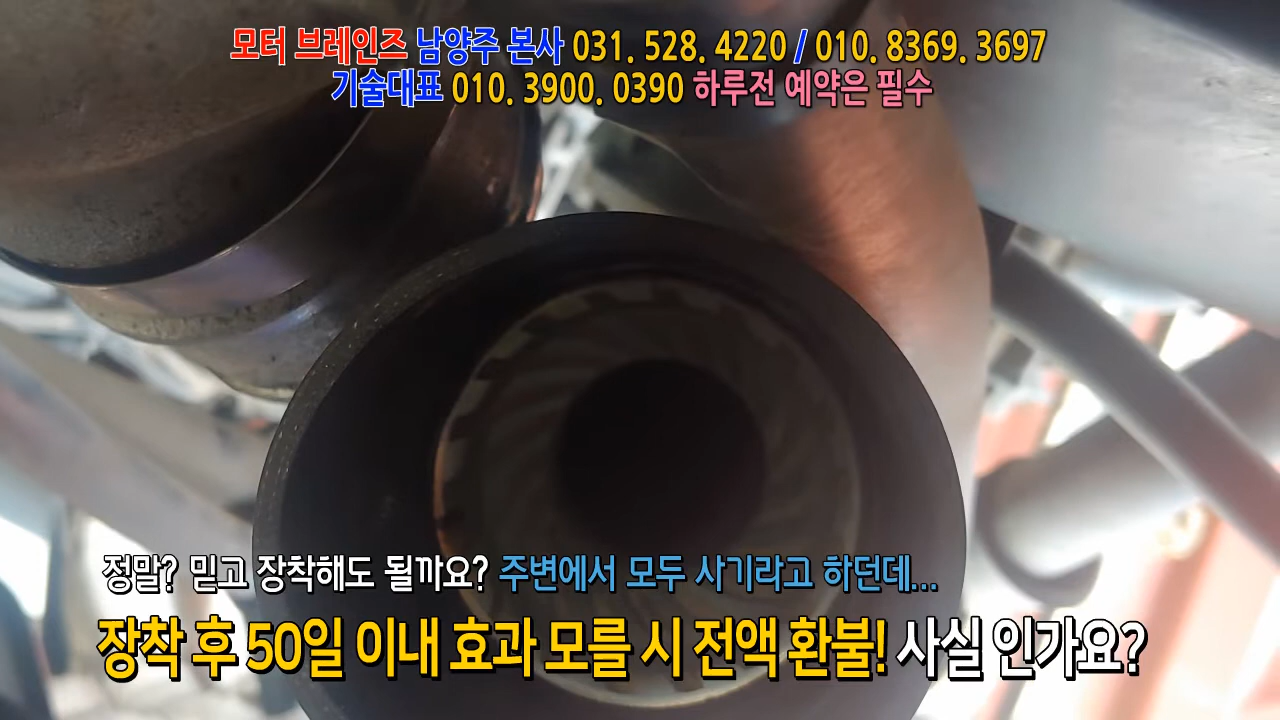 모터 브레인즈 남양주 본사 031. 528. 4220 / 010. 8369. 3697
기술대표 010. 3900. 0390 하루전 예약은 필수
정말? 믿고 장착해도 될까요? 주변에서 모두 사기라고 하던데...
장착 후 50일 이내 효과 모를 시 전액 환불! 사실 인가요?